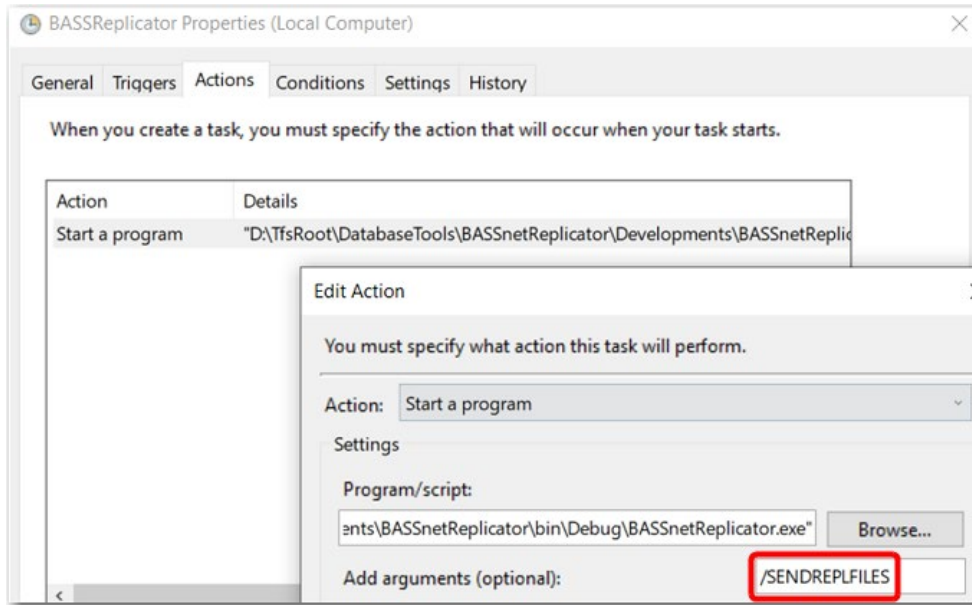 BASSReplicator Properties (Local Computer)
General Triggers Actions Conditions Settings History
When you create a task, you must specify the action that will occur when your task starts.
Action Details
Start a program "D:\TfsRoot\DatabaseTools\BASSnetReplicator\Developments\BASSnetReplic
Edit Action
You must specify what action this task will perform.
Action: Start a program
Settings
Program/script:
ents\BASSnetReplicator\bin\Debug\BASSnetReplicator.exe" Browse...
Add arguments (optional): /SENDREPLFILES